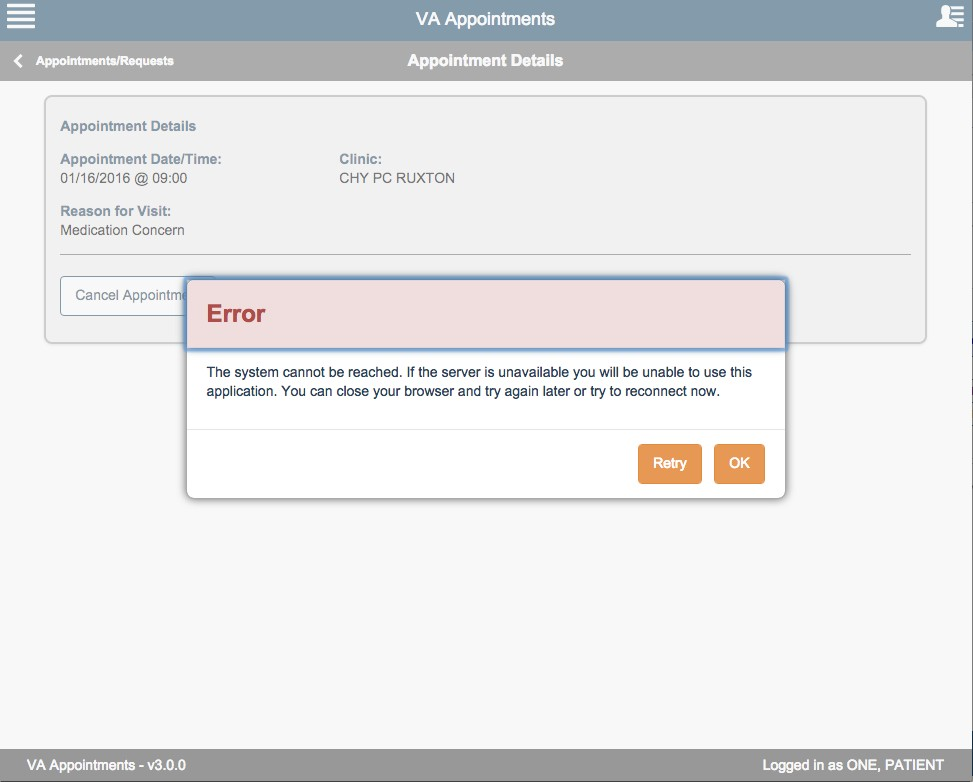 VA Appointments
Appointments/Requests
Appointment Details
Appointment Details
Appointment Date/Time:
01/16/2016 @ 09:00
Clinic:
CHY PC RUXTON
Reason for Visit:
Medication Concern
Cancel Appointme
Error
The system cannot be reached. If the server is unavailable you will be unable to use this
application. You can close your browser and try again later or try to reconnect now.
Retry
OK
VA Appointments - v3.0.0
Logged in as ONE, PATIENT